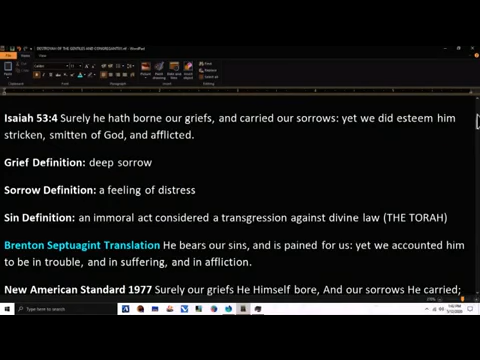 Isaiah 53:4 Surely he hath borne our griefs, and carried our sorrows: yet we did esteem him
stricken, smitten of God, and afflicted.
Grief Definition: deep sorrow
Sorrow Definition: a feeling of distress
Sin Definition: an immoral act considered a transgression against divine law (THE TORAH)
Brenton Septuagint Translation He bears our sins, and is pained for us: yet we accounted him
to be in trouble, and in suffering, and in affliction.
New American Standard 1977 Surely our griefs He Himself bore, And our sorrows He carried;
Type here to search